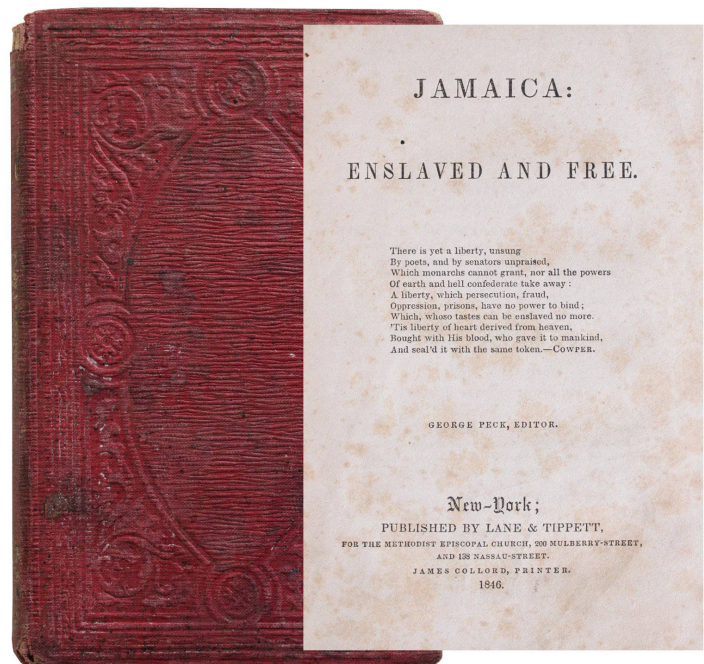 JAMAICA:
ENSLAVED AND FREE.
There is yet a liberty, unsung
By poets, and by senators unpraised,
Which monarchs cannot grant, nor all the powers
Of earth and hell confederate take away :
A liberty, which persecution, fraud,
Oppression, prisons, have no power to bind ;
Which, whoso tastes can be enslaved no more.
'Tis liberty of heart derived from heaven,
Bought with His blood, who gave it to mankind,
And seal'd it with the same token.—COWPER.
GEORGE PECK, EDITOR.
New-York;
PUBLISHED BY LANE & TIPPETT,
FOR THE METHODIST EPISCOPAL CHURCH, 200 MULBERRY-STREET,
AND 138 NASSAU-STREET.
JAMES COLLORD, PRINTER.
1846.